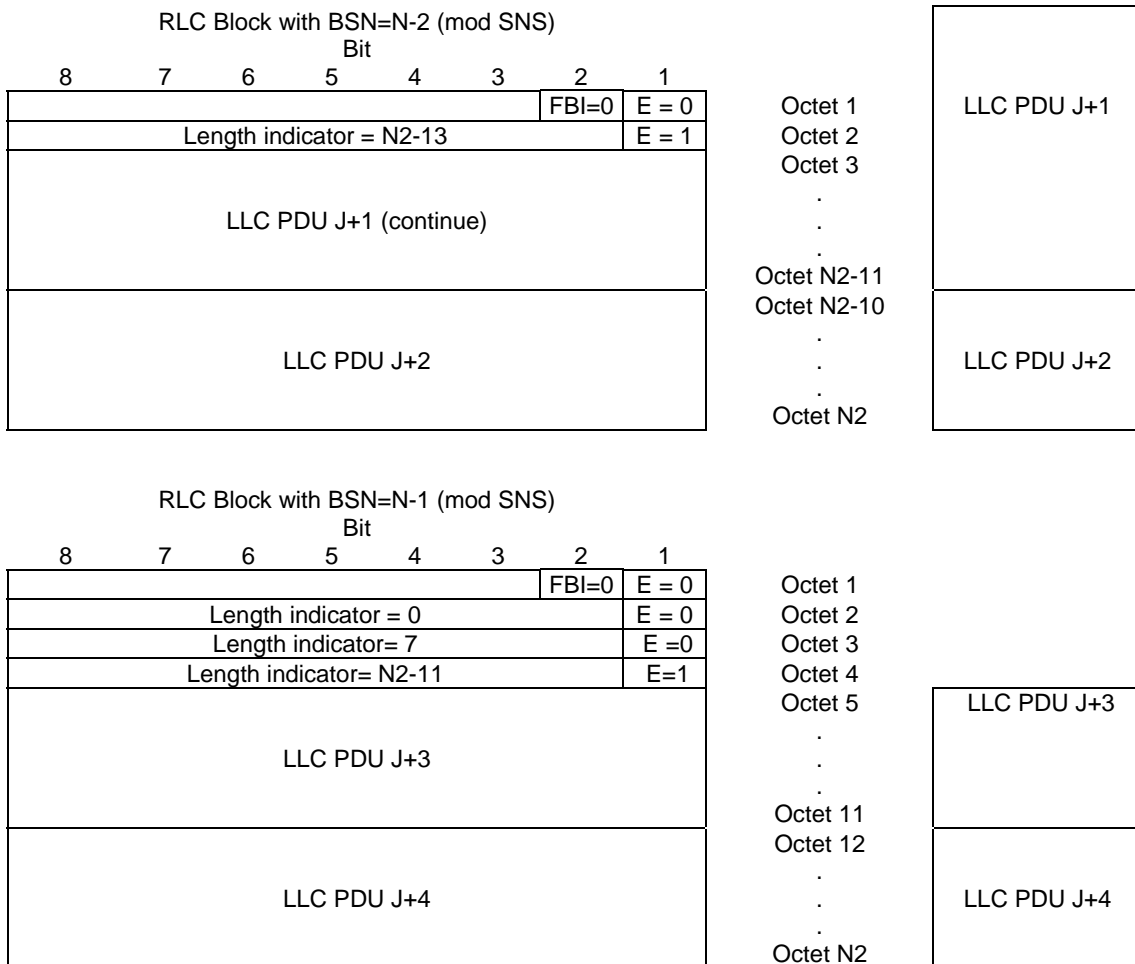 RLC Block with BSN=N-2 (mod SNS)
Bit
8 7 6 5 4 3 2 1
FBI=0 E = 0 Octet 1 LLC PDU J+1
Length indicator = N2-13 E = 1 Octet 2
Octet 3
.
LLC PDU J+1 (continue) .
.
Octet N2-11
Octet N2-10
.
LLC PDU J+2 . LLC PDU J+2
.
Octet N2
RLC Block with BSN=N-1 (mod SNS)
Bit
8 7 6 5 4 3 2 1
FBI=0 E = 0 Octet 1
Length indicator = 0 E = 0 Octet 2
Length indicator= 7 E =0 Octet 3
Length indicator= N2-11 E=1 Octet 4
Octet 5 LLC PDU J+3
.
LLC PDU J+3 .
.
Octet 11
Octet 12
.
LLC PDU J+4 . LLC PDU J+4
.
Octet N2